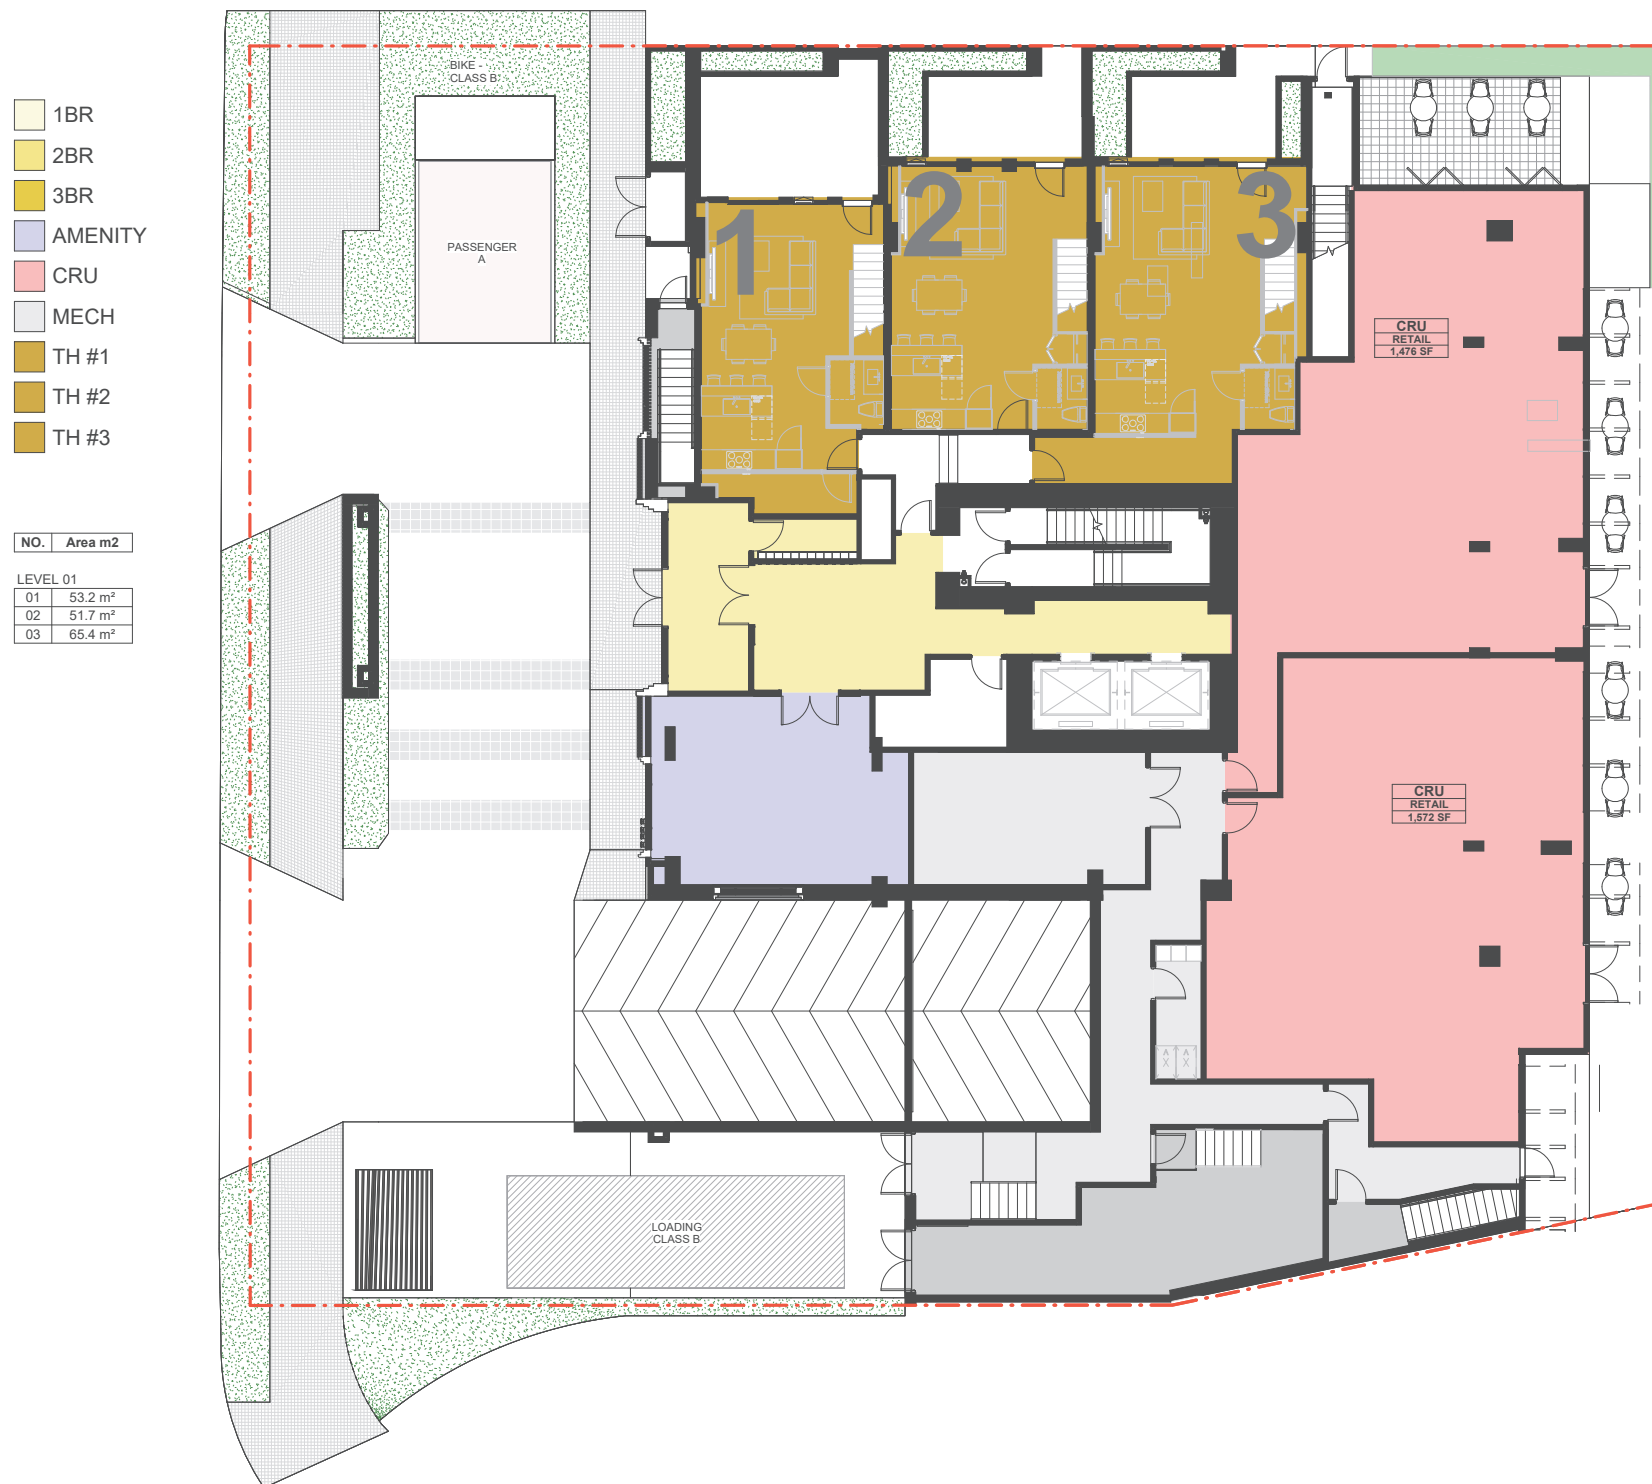 BIKE -
CLASS B
1BR
2BR
3BR
AMENITY
CRU
MECH
TH #1
TH #2
TH #3
PASSENGER
A
1
2
3
CRU
RETAIL
1,476 SF
NO. Area m2
LEVEL 01
01 53.2 m²
02 51.7 m²
03 65.4 m²
CRU
RETAIL
1,572 SF
LOADING
CLASS B